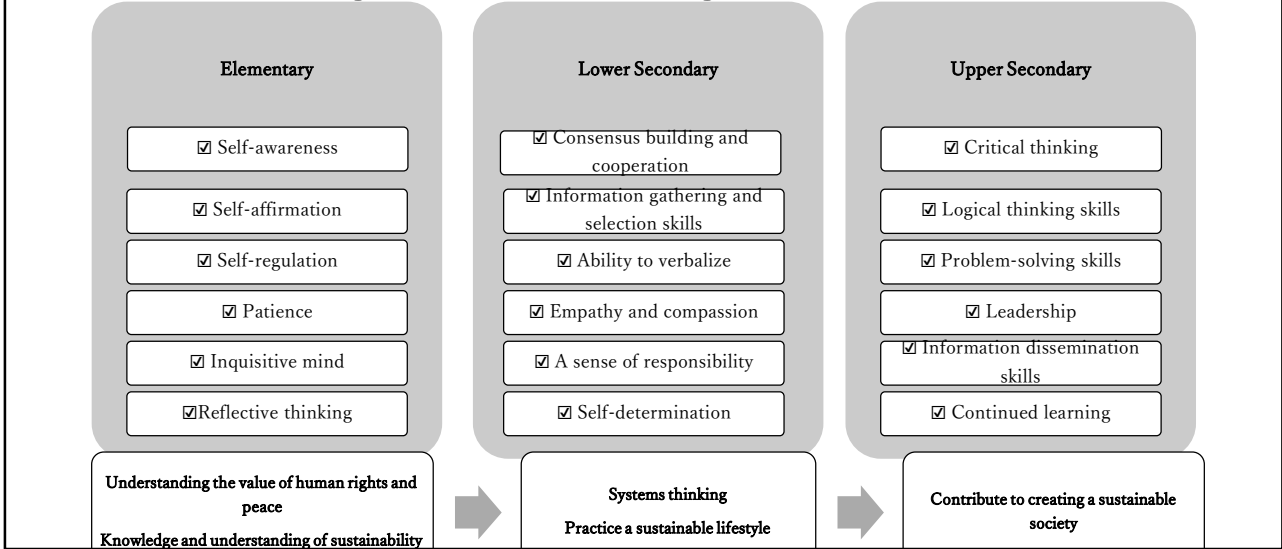 Elementary
☑ Self-awareness
☑ Self-affirmation
☑ Self-regulation
☑ Patience
☑ Inquisitive mind
☑Reflective thinking
Understanding the value of human rights and
peace
Knowledge and understanding of sustainability
Lower Secondary
☑ Consensus building and
cooperation
☑ Information gathering and
selection skills
☑ Ability to verbalize
☑ Empathy and compassion
☑ A sense of responsibility
☑ Self-determination
Systems thinking
Practice a sustainable lifestyle
Upper Secondary
☑ Critical thinking
☑ Logical thinking skills
☑ Problem-solving skills
☑ Leadership
☑ Information dissemination
skills
☑ Continued learning
Contribute to creating a sustainable
society